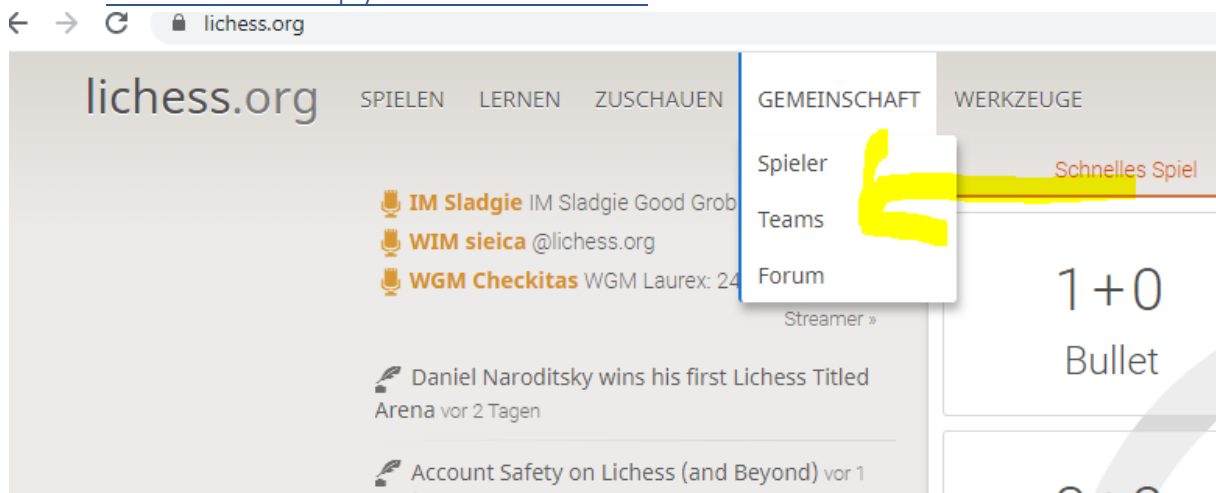 lichess.org
lichess.org SPIELEN LERNEN ZUSCHAUEN GEMEINSCHAFT WERKZEUGE
Spieler
Teams
Forum
Schnelles Spiel
IM Sladgie IM Sladgie Good Grob
WIM sieica @lichess.org
WGM Checkitas WGM Laurex: 24
Streamer »
Daniel Naroditsky wins his first Lichess Titled
Arena vor 2 Tagen
Account Safety on Lichess (and Beyond) vor 1
1+0
Bullet